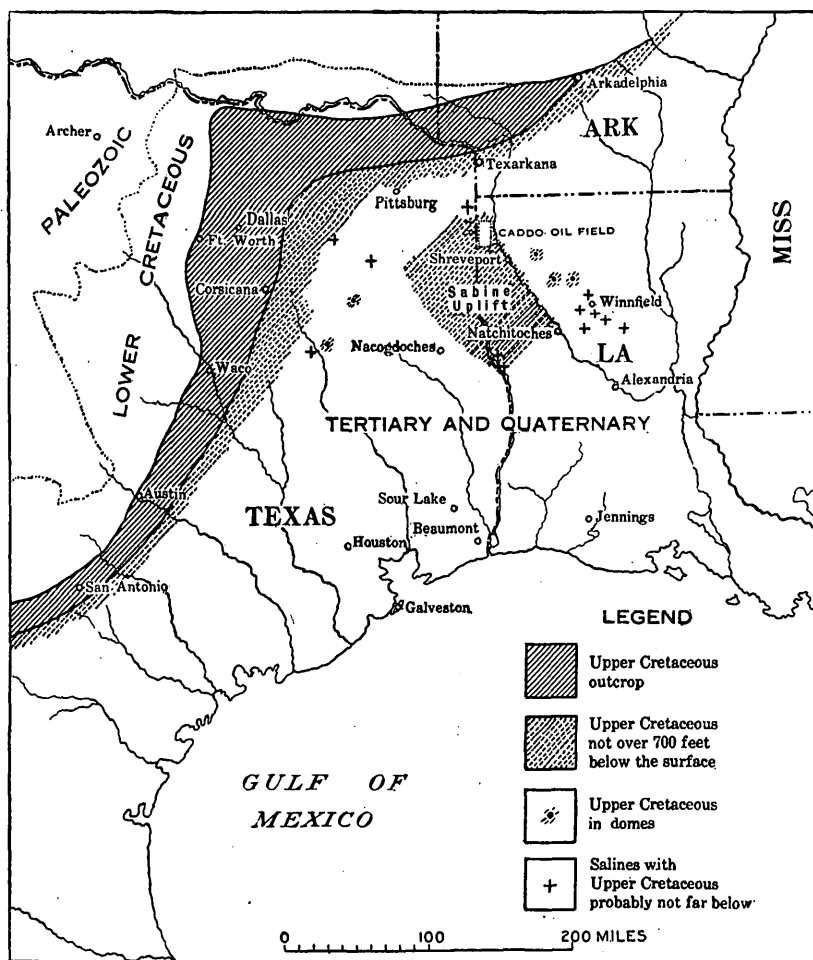 Arkadelphia
Archer
PALEOZOIC
ARK
CRETACEOUS
Texarkana
Pittsburg
MISS
Dallas
Ft. Worth
CADDO OIL FIELD
Shreveport
Corsicana
Sabine
Uplift
Winnfield
Natchitoches
Nacogdoches
LA
LOWER
Waco
Alexandria
TERTIARY AND QUATERNARY
Austin
TEXAS
Sour Lake
Beaumont
Jennings
Houston
San Antonio
Galveston
LEGEND
Upper Cretaceous
outcrop
Upper Cretaceous
not over 700 feet
below the surface
GULF OF
MEXICO
Upper Cretaceous
in domes
Salines with
Upper Cretaceous
probably not far below
0 100 200 MILES